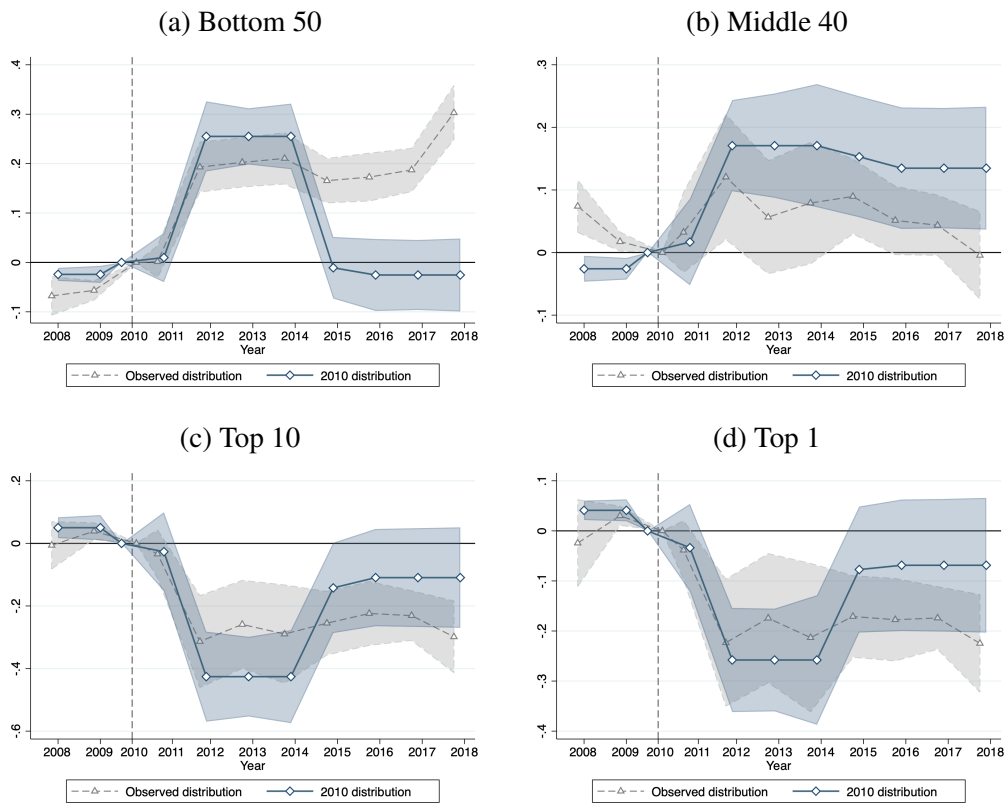 (a) Bottom 50
.4
.3
.2
.1
0
-.1
2008 2009 2010 2011 2012 2013 2014 2015 2016 2017 2018
Year
Observed distribution 2010 distribution
(b) Middle 40
.3
.2
.1
0
-.1
2008 2009 2010 2011 2012 2013 2014 2015 2016 2017 2018
Year
Observed distribution 2010 distribution
(c) Top 10
.2
0
-.2
-.4
-.6
2008 2009 2010 2011 2012 2013 2014 2015 2016 2017 2018
Year
Observed distribution 2010 distribution
(d) Top 1
.1
0
-.1
-.2
-.3
-.4
2008 2009 2010 2011 2012 2013 2014 2015 2016 2017 2018
Year
Observed distribution 2010 distribution